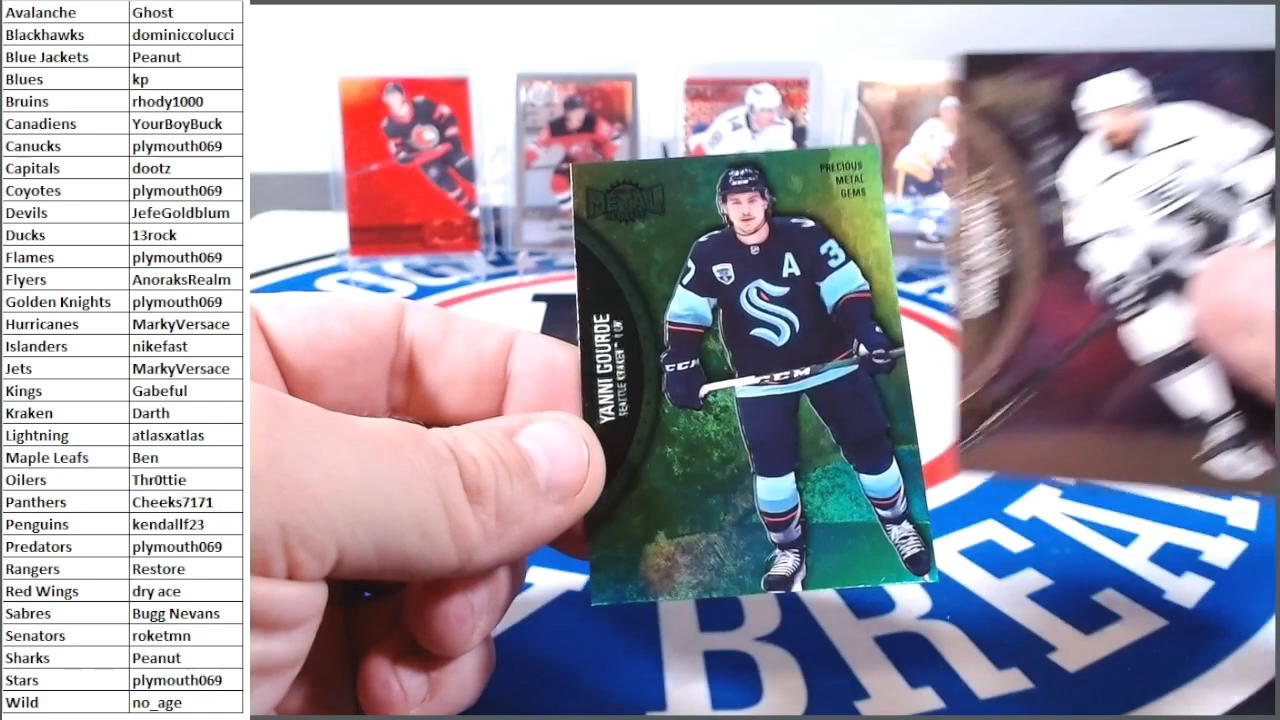 Avalanche Ghost
Blackhawks dominiccolucci
Blue Jackets Peanut
Blues kp
Bruins rhody1000
Canadiens YourBoyBuck
Canucks plymouth069
Capitals dootz
Coyotes plymouth069
Devils JefeGoldblum
Ducks 13rock
Flames plymouth069
Flyers AnoraksRealm
Golden Knights plymouth069
Hurricanes MarkyVersace
Islanders nikefast
Jets MarkyVersace
Kings Gabeful
Kraken Darth
Lightning atlasxatlas
Maple Leafs Ben
Oilers Thr0ttie
Panthers Cheeks7171
Penguins kendallf23
Predators plymouth069
Rangers Restore
Red Wings dry ace
Sabres Bugg Nevans
Senators roketmn
Sharks Peanut
Stars plymouth069
Wild no_age
METAL
PRECIOUS
METAL
GEMS
A
37
YANNI GOURDE
SEATTLE KRAKEN
CCM
CCM
BREA